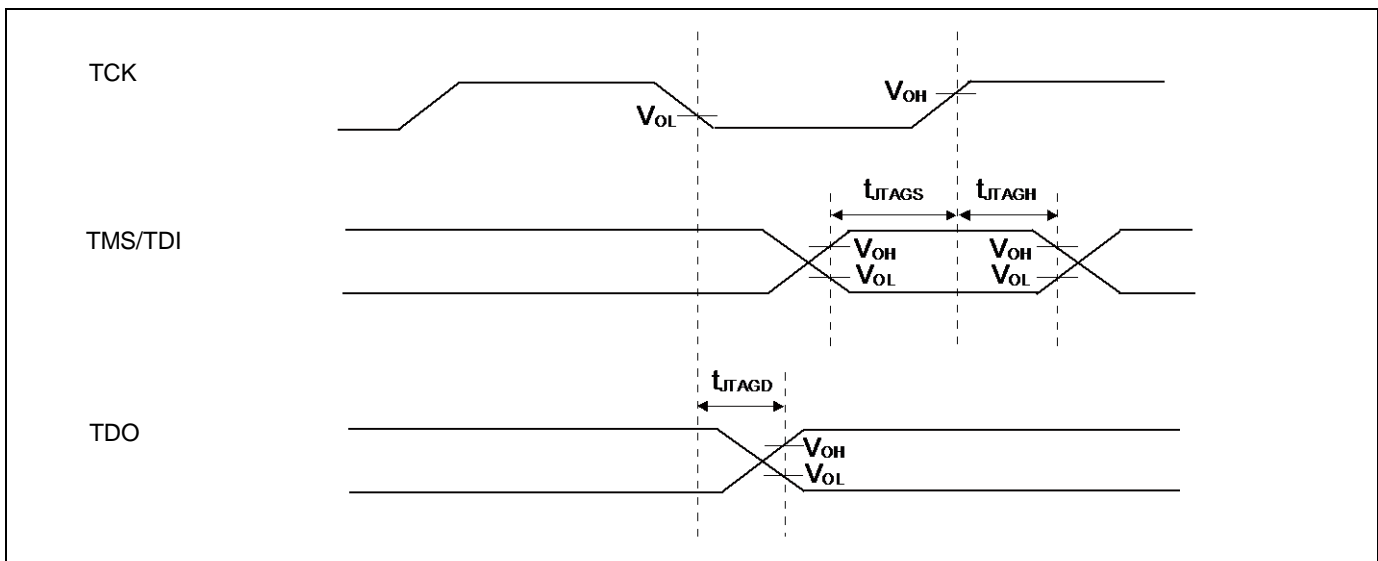 TCK
VOH
VOL
tJTAGS tJTAGH
TMS/TDI
VOH VOH
VOL VOL
tJTAGD
TDO
VOH
VOL